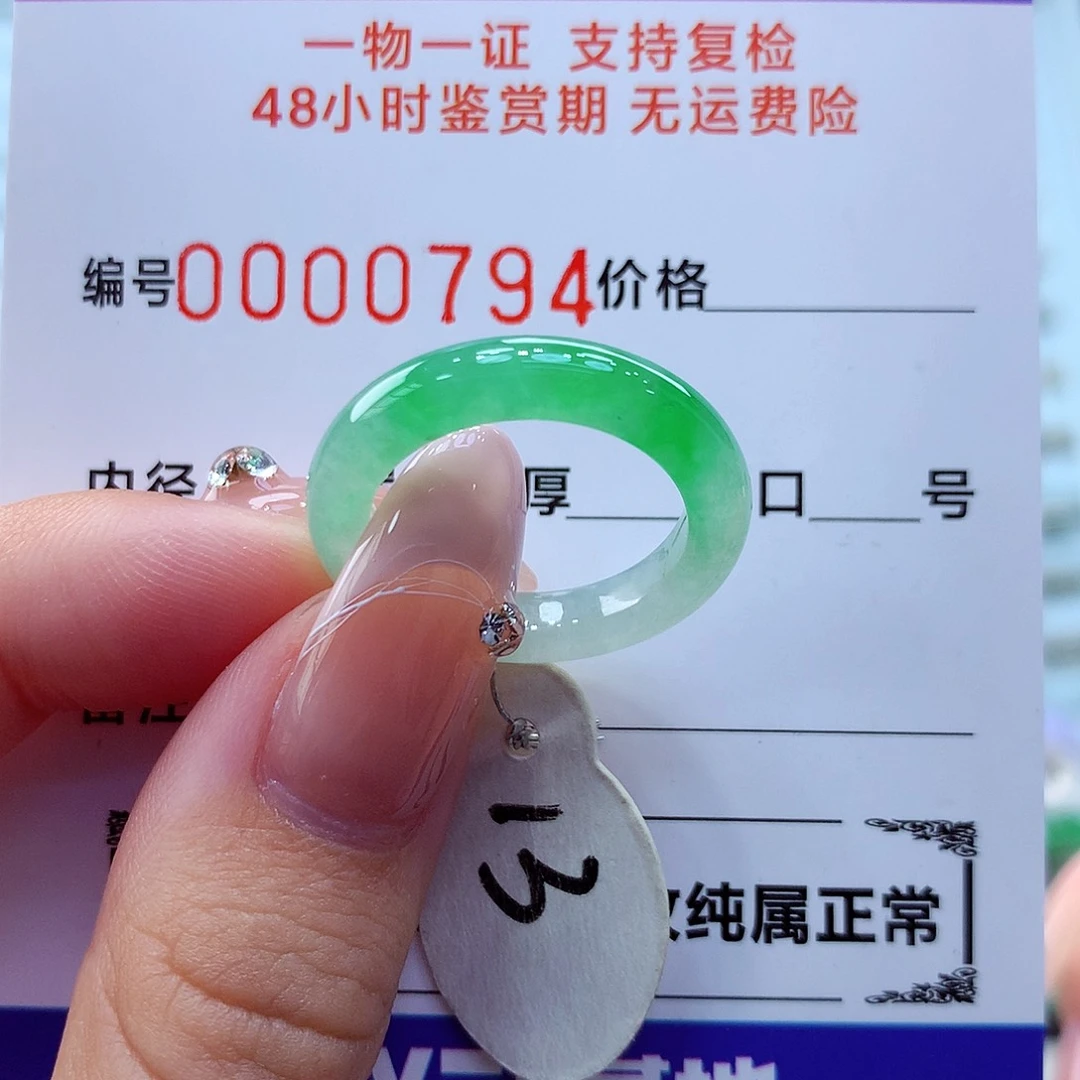 一物一证 支持复检
48小时鉴赏期 无运费险
编号0000794价格
内径 厚 口 号
13
纯属正常
基地